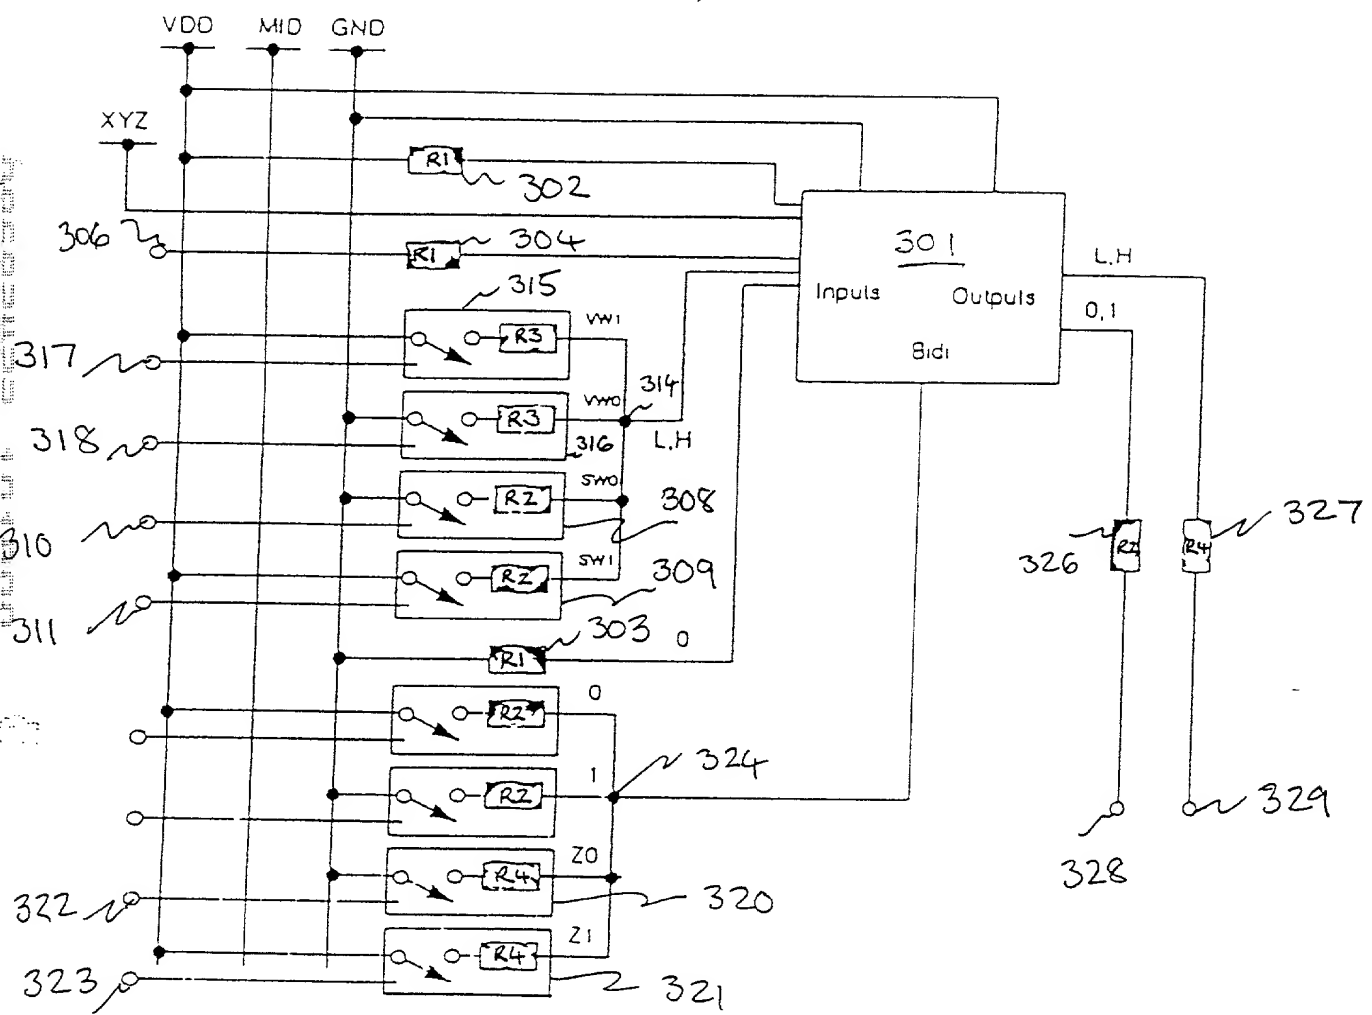 VDD MID GND
XYZ
R1
302
306
R1
304
301
L,H
Inputs Outputs
0,1
Bidi
315
R3
VW1
317
R3
VW0
314
L,H
316
318
R2
SW0
308
310
R2
SW1
309
311
R1
303
0
326
R2
R4
327
R2
0
324
R2
1
328
329
R4
Z0
320
322
R4
Z1
321
323